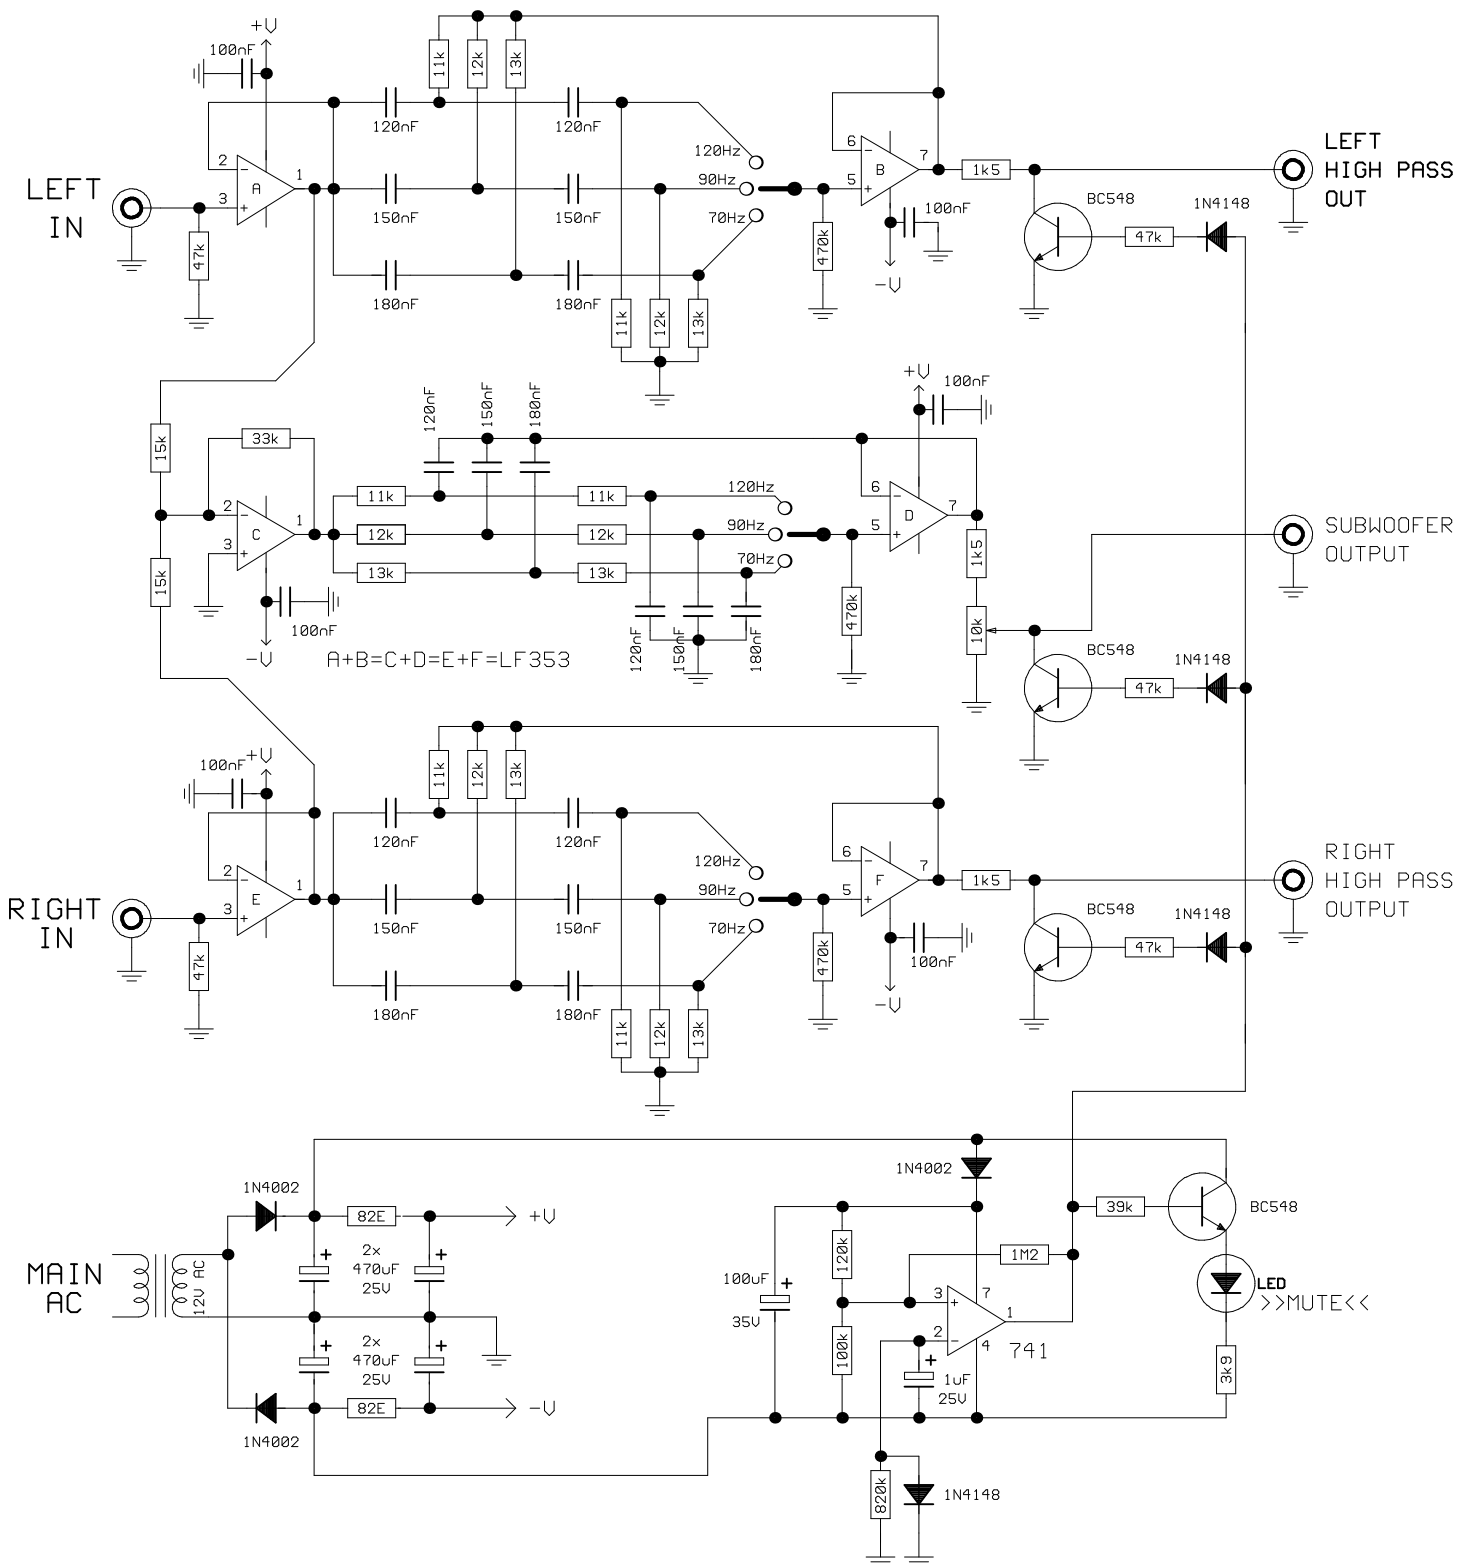 +V
100nF
11k
12k
13k
120nF
120nF
2
3
A
1
LEFT
IN
47k
150nF
150nF
180nF
180nF
120Hz
90Hz
70Hz
11k
12k
13k
470k
6
5
B
7
100nF
-V
1k5
BC548
47k
1N4148
LEFT
HIGH PASS
OUT
15k
15k
33k
2
3
C
1
100nF
-V
120nF
150nF
180nF
11k
11k
12k
12k
13k
13k
120Hz
90Hz
70Hz
120nF
150nF
180nF
470k
+V
100nF
6
5
D
7
1k5
10k
BC548
47k
1N4148
SUBWOOFER
OUTPUT
A+B=C+D=E+F=LF353
+V
100nF
11k
12k
13k
120nF
120nF
2
3
E
1
RIGHT
IN
47k
150nF
150nF
180nF
180nF
120Hz
90Hz
70Hz
11k
12k
13k
470k
6
5
F
7
100nF
-V
1k5
BC548
47k
1N4148
RIGHT
HIGH PASS
OUTPUT
MAIN
AC
12V AC
1N4002
82E
+V
2x
470uF
25V
+
+
2x
470uF
25V
+
+
82E
-V
1N4002
1N4002
100uF
+
35V
120k
100k
1M2
3
+
2
-
7
1
4
741
+
1uF
25V
820k
1N4148
39k
BC548
LED
>>MUTE<<
3k9